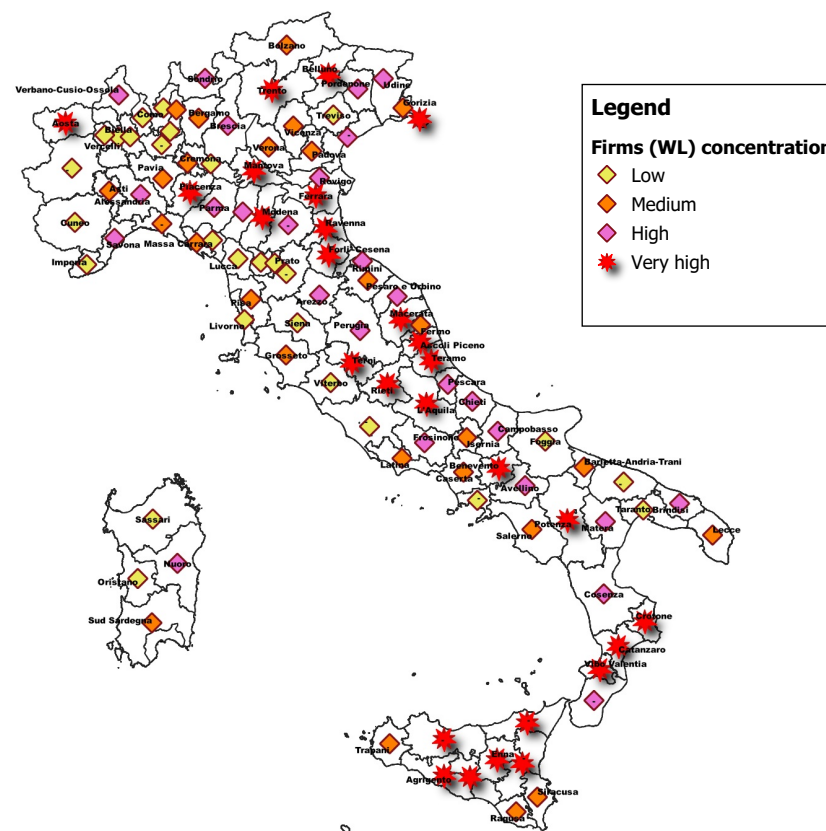 Bolzano
Belluno
Sondrio
Pordenone
Udine
Verbano-Cusio-Ossola
Trento
Gorizia
Como
Bergamo
Treviso
Aosta
Brescia
Biella
Vicenza
Vercelli
Verona
Padova
Cremona
Mantova
Pavia
Rovigo
Asti
Piacenza
Alessandria
Ferrara
Parma
Modena
Cuneo
Ravenna
Savona
Massa Carrara
Forlì-Cesena
Imperia
Lucca
Prato
Rimini
Pesaro e Urbino
Pisa
Arezzo
Macerata
Livorno
Siena
Perugia
Fermo
Ascoli Piceno
Grosseto
Terni
Teramo
Viterbo
Rieti
Pescara
L'Aquila
Chieti
Frosinone
Campobasso
Isernia
Foggia
Latina
Benevento
Barletta-Andria-Trani
Caserta
Avellino
Taranto
Brindisi
Sassari
Potenza
Matera
Lecce
Salerno
Nuoro
Oristano
Cosenza
Sud Sardegna
Crotone
Catanzaro
Vibo Valentia
Trapani
Enna
Agrigento
Siracusa
Ragusa
Legend
Firms (WL) concentration
Low
Medium
High
Very high